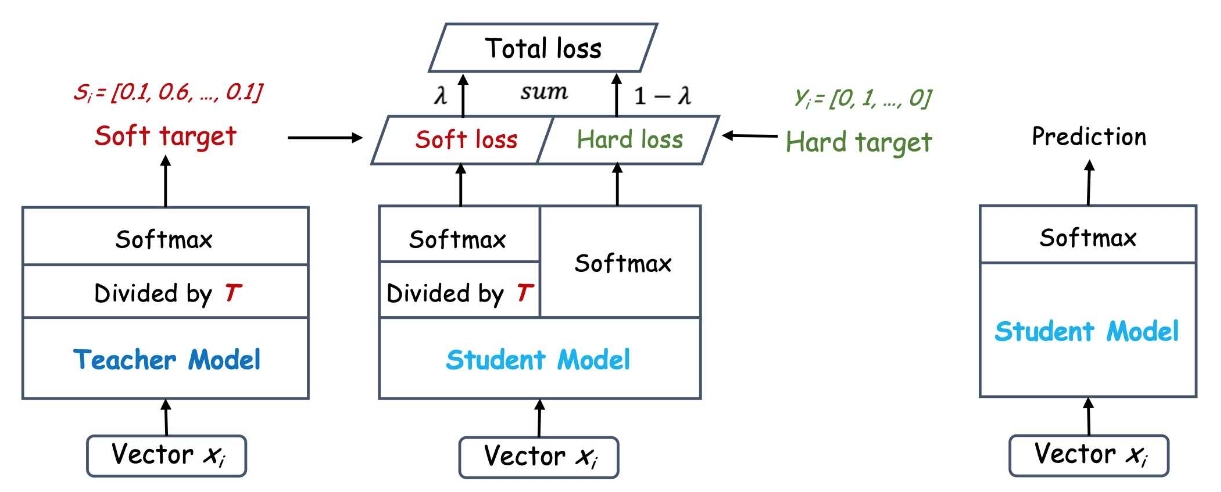 Total loss
λ
sum
1 − λ
S_i = [0.1, 0.6, ..., 0.1]
Soft target
Soft loss
Hard loss
Y_i = [0, 1, ..., 0]
Hard target
Softmax
Divided by T
Teacher Model
Vector x_i
Softmax
Divided by T
Softmax
Student Model
Vector x_i
Prediction
Softmax
Student Model
Vector x_i